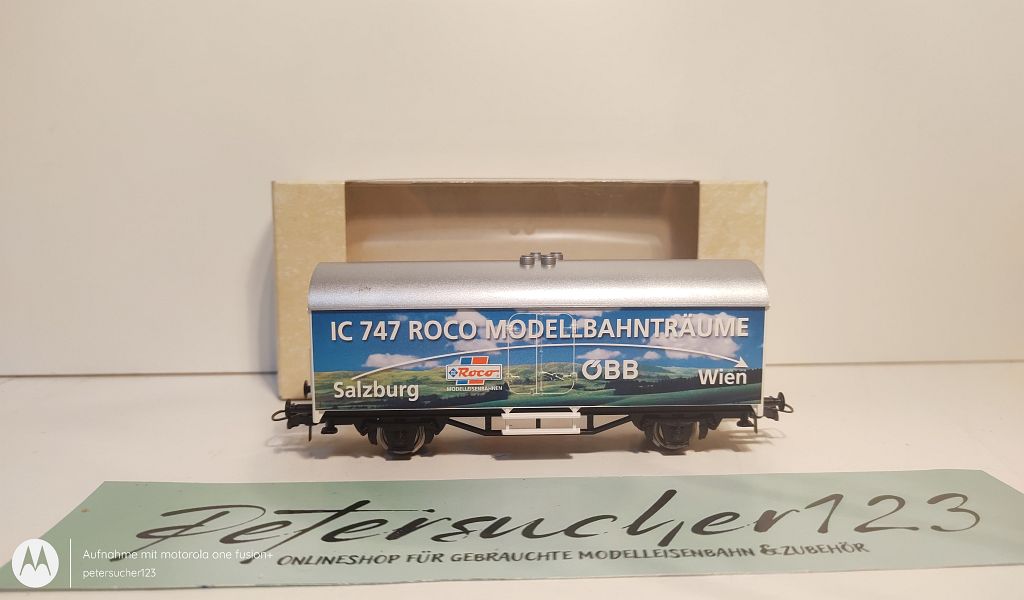 IC 747 ROCO MODELLBAHNTRÄUME
Roco
MODELLEISENBAHNEN
ÖBB
Salzburg
Wien
Petersucher123
ONLINESHOP FÜR GEBRAUCHTE MODELLEISENBAHN & ZUBEHÖR
Aufnahme mit motorola one fusion+
petersucher123